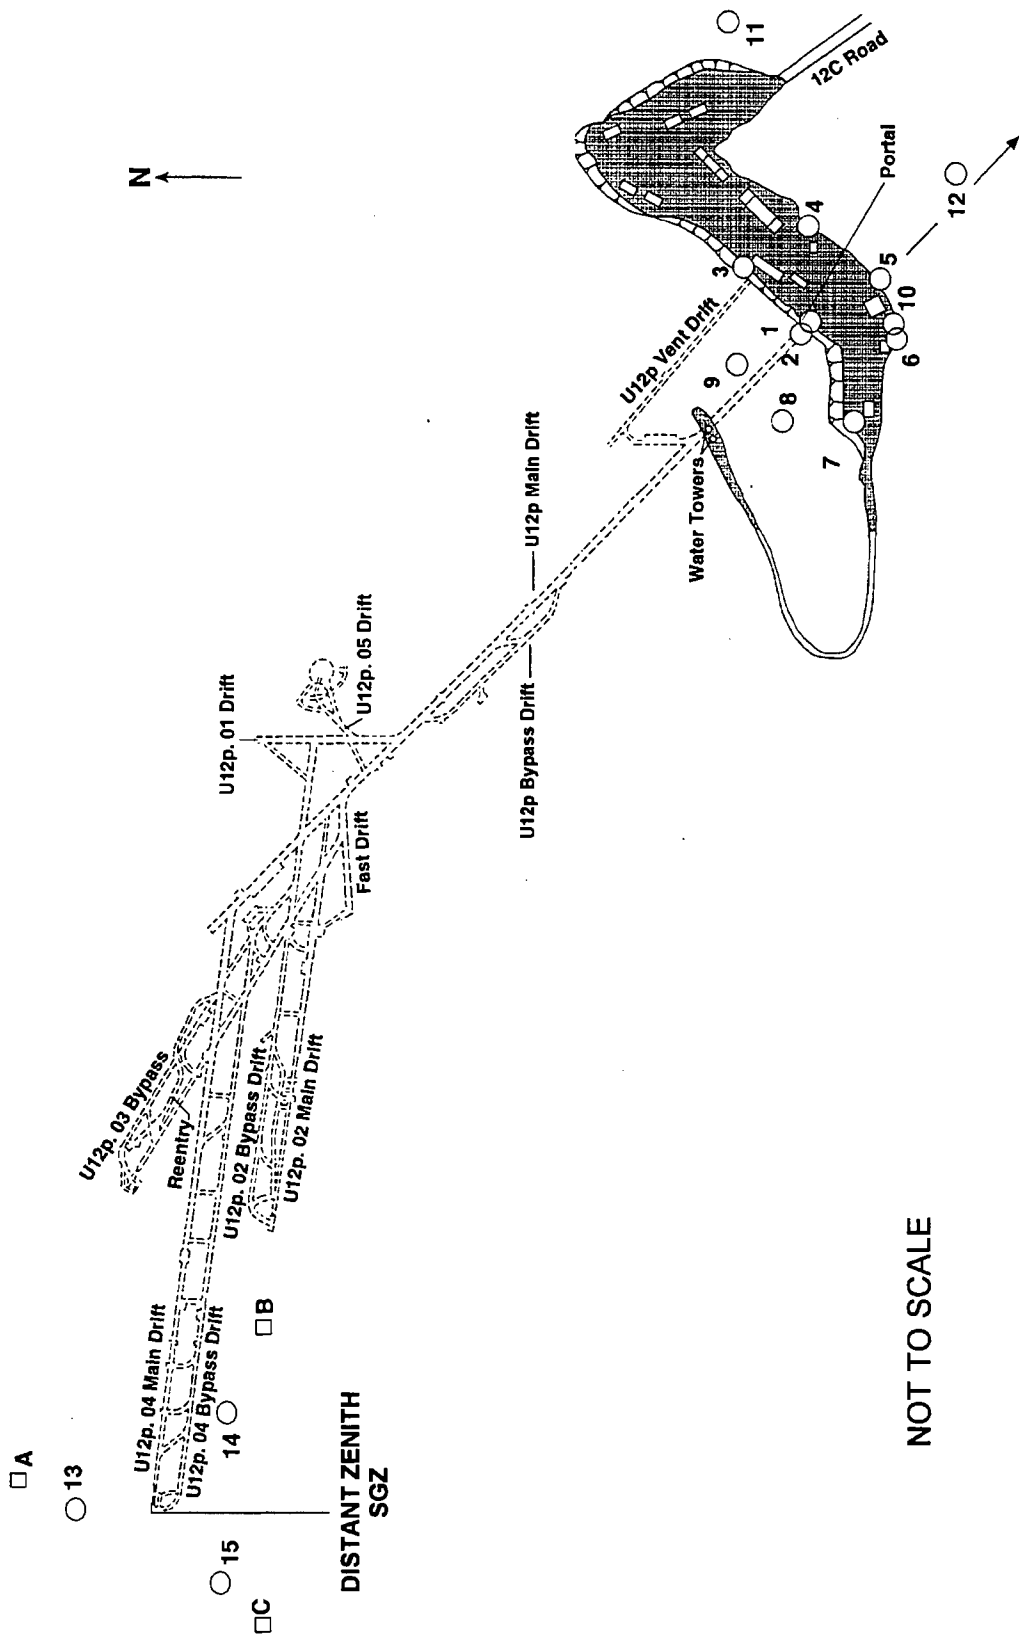 A
13
15
C
14
B
DISTANT ZENITH
SGZ
U12p. 04 Main Drift
U12p. 04 Bypass Drift
U12p. 03 Bypass
Reentry
U12p. 02 Bypass Drift
U12p. 02 Main Drift
Fast Drift
U12p. 01 Drift
U12p. 05 Drift
U12p Bypass Drift
U12p Main Drift
U12p Vent Drift
Water Towers
N
11
12C Road
Portal
12
3
4
1
2
9
8
5
10
6
7
NOT TO SCALE